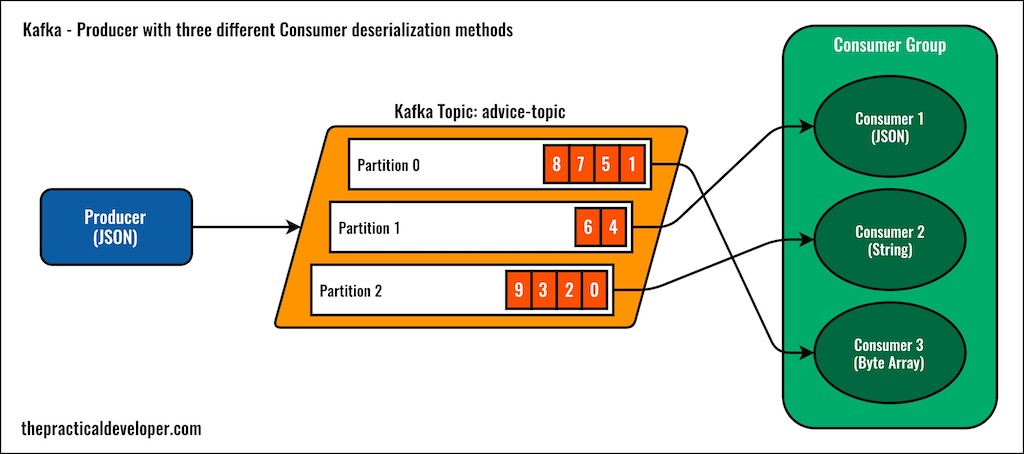 Kafka - Producer with three different Consumer deserialization methods
Consumer Group
Kafka Topic: advice-topic
Producer
(JSON)
Partition 0
8 7 5 1
Partition 1
6 4
Partition 2
9 3 2 0
Consumer 1
(JSON)
Consumer 2
(String)
Consumer 3
(Byte Array)
thepracticaldeveloper.com